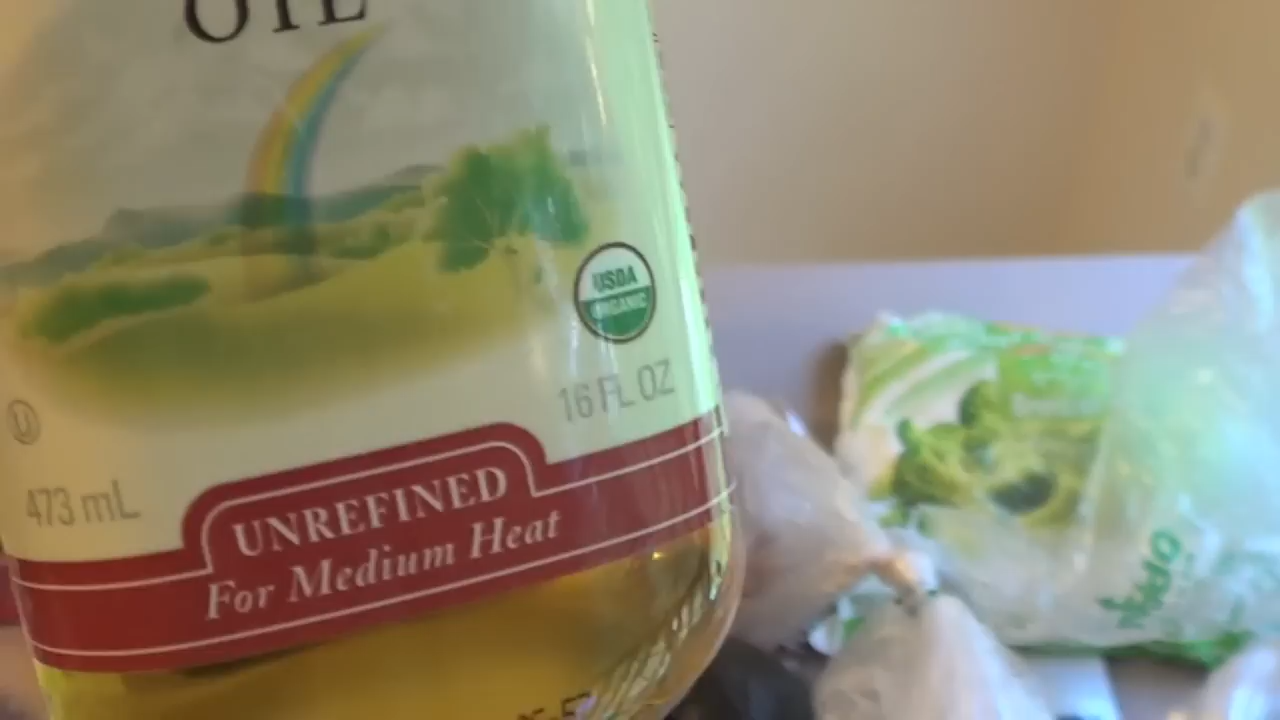 OIL
USDA
ORGANIC
16 FL OZ
U
473 mL
UNREFINED
For Medium Heat